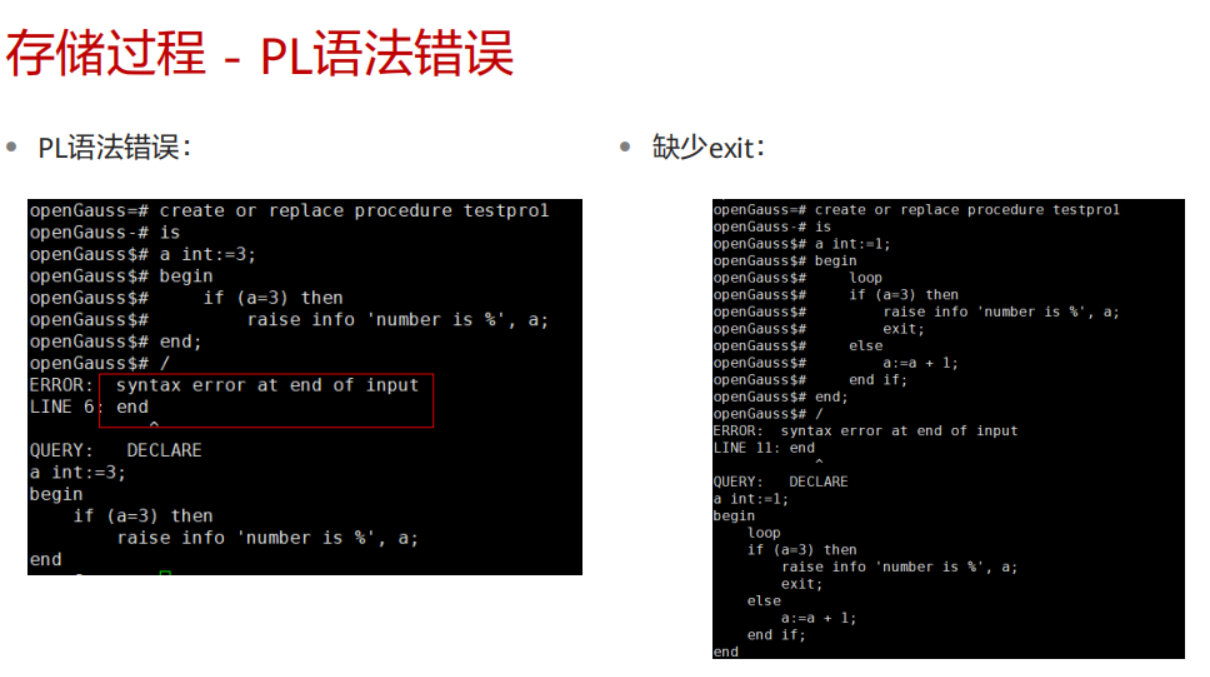 存储过程 - PL语法错误
• PL语法错误：
openGauss=# create or replace procedure testpro1
openGauss-# is
openGauss$# a int:=3;
openGauss$# begin
openGauss$#     if (a=3) then
openGauss$#         raise info 'number is %', a;
openGauss$# end;
openGauss$# /
ERROR:  syntax error at end of input
LINE 6: end
           ^
QUERY:   DECLARE
a int:=3;
begin
    if (a=3) then
        raise info 'number is %', a;
end
• 缺少exit：
openGauss=# create or replace procedure testpro1
openGauss-# is
openGauss$# a int:=1;
openGauss$# begin
openGauss$#     loop
openGauss$#     if (a=3) then
openGauss$#         raise info 'number is %', a;
openGauss$#         exit;
openGauss$#     else
openGauss$#         a:=a + 1;
openGauss$#     end if;
openGauss$# end;
openGauss$# /
ERROR:  syntax error at end of input
LINE 11: end
            ^
QUERY:   DECLARE
a int:=1;
begin
    loop
    if (a=3) then
        raise info 'number is %', a;
        exit;
    else
        a:=a + 1;
    end if;
end